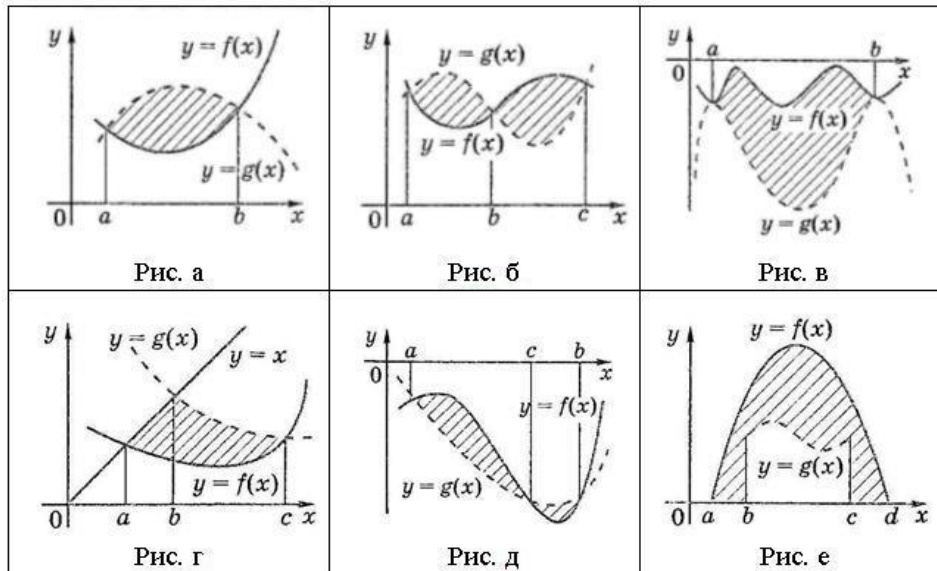 y
y = f(x)
y = g(x)
0
a
b
x
Рис. а
y
y = g(x)
y = f(x)
0
a
b
c
x
Рис. б
a
b
0
x
y = f(x)
y = g(x)
Рис. в
y
y = g(x)
y = x
y = f(x)
0
a
b
c
x
Рис. г
y
a
c
b
0
x
y = f(x)
y = g(x)
Рис. д
y
y = f(x)
y = g(x)
0
a
b
c
d
x
Рис. е